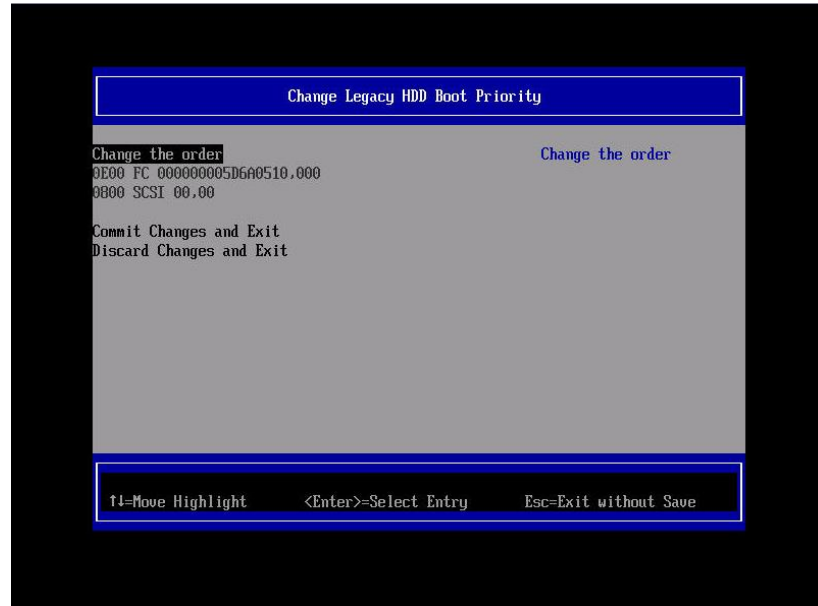 Change Legacy HDD Boot Priority
Change the order
Change the order
0E00 FC 000000005D6A0510,000
0800 SCSI 00,00
Commit Changes and Exit
Discard Changes and Exit
↑↓=Move Highlight <Enter>=Select Entry Esc=Exit without Save